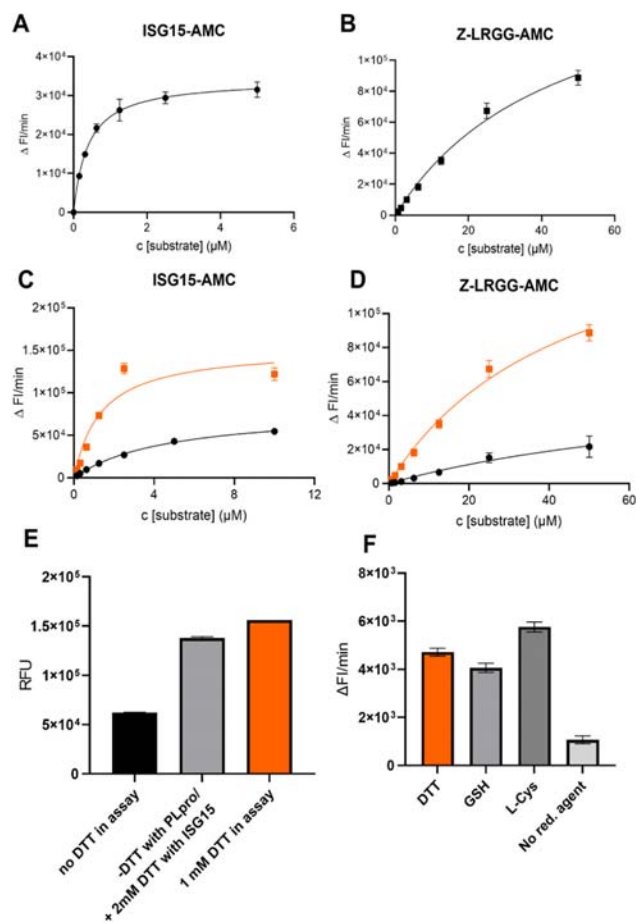 A
ISG15-AMC
Δ FI/min
4×10⁴
3×10⁴
2×10⁴
1×10⁴
0
0 2 4 6
c [substrate] (µM)
B
Z-LRGG-AMC
Δ FI/min
1×10⁵
8×10⁴
6×10⁴
4×10⁴
2×10⁴
0
0 20 40 60
c [substrate] (µM)
C
ISG15-AMC
Δ FI/min
2×10⁵
1.5×10⁵
1×10⁵
5×10⁴
0
0 4 8 12
c [substrate] (µM)
D
Z-LRGG-AMC
Δ FI/min
1×10⁵
8×10⁴
6×10⁴
4×10⁴
2×10⁴
0
0 20 40 60
c [substrate] (µM)
E
RFU
2×10⁵
1.5×10⁵
1×10⁵
5×10⁴
0
no DTT in assay
-DTT with PLpro/
+ 2mM DTT with ISG15
1 mM DTT in assay
F
ΔFI/min
8×10³
6×10³
4×10³
2×10³
0
DTT
GSH
L-Cys
No red. agent